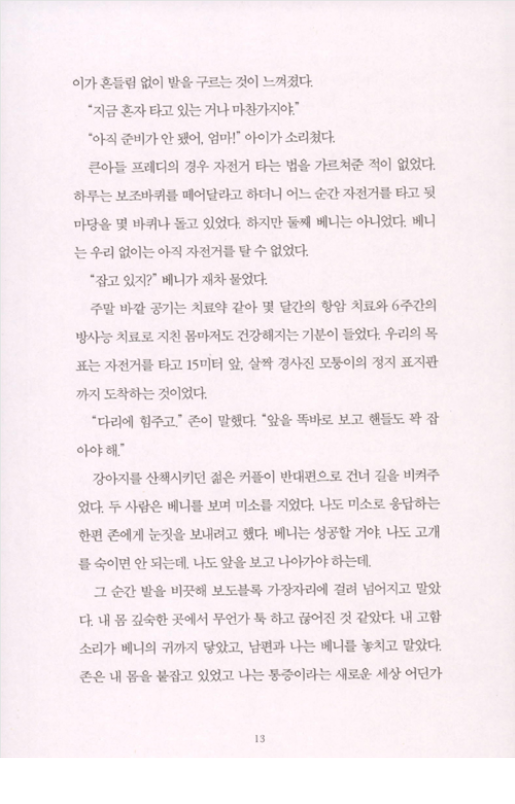 이가 흔들림 없이 발을 구르는 것이 느껴졌다.
“지금 혼자 타고 있는 거나 마찬가지야.”
“아직 준비가 안 됐어, 엄마!” 아이가 소리쳤다.
큰아들 프레디의 경우 자전거 타는 법을 가르쳐준 적이 없었다.
하루는 보조바퀴를 떼어달라고 하더니 어느 순간 자전거를 타고 뒷
마당을 몇 바퀴나 돌고 있었다. 하지만 둘째 베니는 아니었다. 베니
는 우리 없이는 아직 자전거를 탈 수 없었다.
“잡고 있지?” 베니가 재차 물었다.
주말 바깥 공기는 치료약 같아 몇 달간의 항암 치료와 6주간의
방사능 치료로 지친 몸마저도 건강해지는 기분이 들었다. 우리의 목
표는 자전거를 타고 15미터 앞, 살짝 경사진 모퉁이의 정지 표지판
까지 도착하는 것이었다.
“다리에 힘주고.” 존이 말했다. “앞을 똑바로 보고 핸들도 꽉 잡
아야 해.”
강아지를 산책시키던 젊은 커플이 반대편으로 건너 길을 비켜주
었다. 두 사람은 베니를 보며 미소를 지었다. 나도 미소로 응답하는
한편 존에게 눈짓을 보내려고 했다. 베니는 성공할 거야. 나도 고개
를 숙이면 안 되는데. 나도 앞을 보고 나아가야 하는데.
그 순간 발을 삐끗해 보도블록 가장자리에 걸려 넘어지고 말았
다. 내 몸 깊숙한 곳에서 무언가 툭 하고 끊어진 것 같았다. 내 고함
소리가 베니의 귀까지 닿았고, 남편과 나는 베니를 놓치고 말았다.
존은 내 몸을 붙잡고 있었고 나는 통증이라는 새로운 세상 어딘가
13